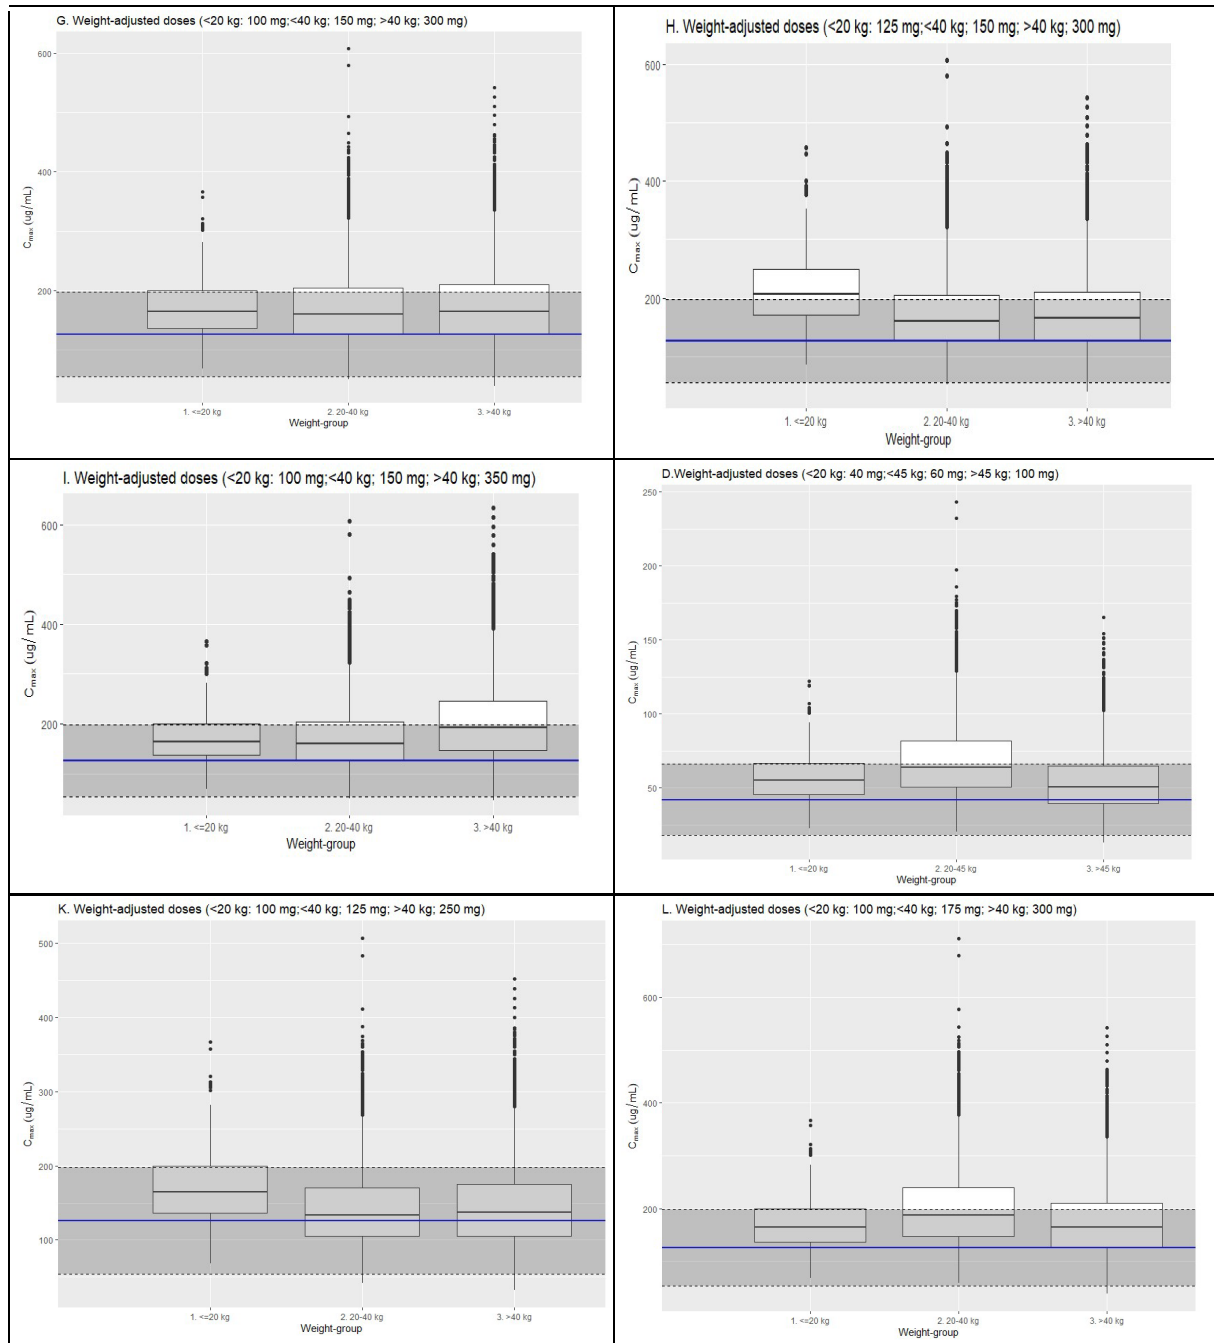 G. Weight-adjusted doses (<20 kg: 100 mg;<40 kg; 150 mg; >40 kg; 300 mg)
600
400
200
Cmax (ug/mL)
1. <=20 kg
2. 20-40 kg
3. >40 kg
Weight-group
H. Weight-adjusted doses (<20 kg: 125 mg;<40 kg; 150 mg; >40 kg; 300 mg)
600
400
200
Cmax (ug/mL)
1. <=20 kg
2. 20-40 kg
3. >40 kg
Weight-group
I. Weight-adjusted doses (<20 kg: 100 mg;<40 kg; 150 mg; >40 kg; 350 mg)
600
400
200
Cmax (ug/mL)
1. <=20 kg
2. 20-40 kg
3. >40 kg
Weight-group
D.Weight-adjusted doses (<20 kg: 40 mg;<45 kg; 60 mg; >45 kg; 100 mg)
250
200
150
100
50
Cmax (ug/mL)
1. <=20 kg
2. 20-45 kg
3. >45 kg
Weight-group
K. Weight-adjusted doses (<20 kg: 100 mg;<40 kg; 125 mg; >40 kg; 250 mg)
500
400
300
200
100
Cmax (ug/mL)
1. <=20 kg
2. 20-40 kg
3. >40 kg
Weight-group
L. Weight-adjusted doses (<20 kg: 100 mg;<40 kg; 175 mg; >40 kg; 300 mg)
600
400
200
Cmax (ug/mL)
1. <=20 kg
2. 20-40 kg
3. >40 kg
Weight-group